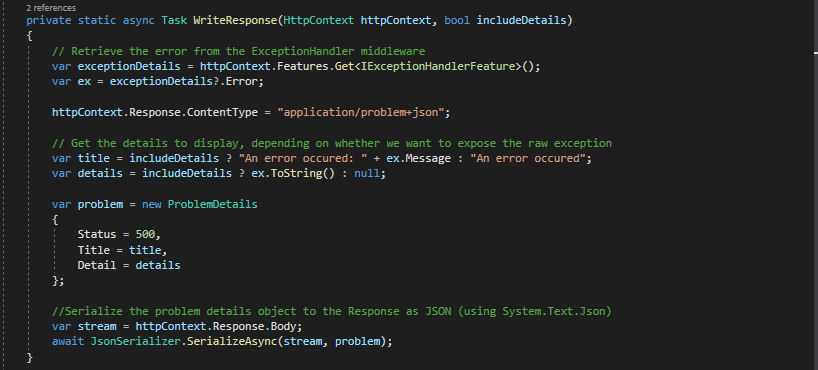 2 references
private static async Task WriteResponse(HttpContext httpContext, bool includeDetails)
{
    // Retrieve the error from the ExceptionHandler middleware
    var exceptionDetails = httpContext.Features.Get<IExceptionHandlerFeature>();
    var ex = exceptionDetails?.Error;

    httpContext.Response.ContentType = "application/problem+json";

    // Get the details to display, depending on whether we want to expose the raw exception
    var title = includeDetails ? "An error occured: " + ex.Message : "An error occured";
    var details = includeDetails ? ex.ToString() : null;

    var problem = new ProblemDetails
    {
        Status = 500,
        Title = title,
        Detail = details
    };

    //Serialize the problem details object to the Response as JSON (using System.Text.Json)
    var stream = httpContext.Response.Body;
    await JsonSerializer.SerializeAsync(stream, problem);
}